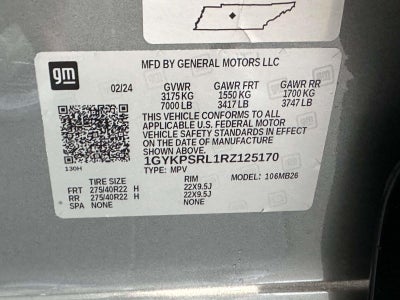 gm
MFD BY GENERAL MOTORS LLC
02/24 GVWR GAWR FRT GAWR RR
3175 KG 1550 KG 1700 KG
7000 LB 3417 LB 3747 LB
THIS VEHICLE CONFORMS TO ALL
APPLICABLE U.S. FEDERAL MOTOR
VEHICLE SAFETY STANDARDS IN EFFECT
ON THE DATE OF MANUFACTURE
SHOWN ABOVE.
1GYKPSRL1RZ125170
130H TYPE: MPV
TIRE SIZE RIM MODEL: 106MB26
FRT 275/40R22 H 22X9.5J
RR 275/40R22 H 22X9.5J
SPA NONE NONE